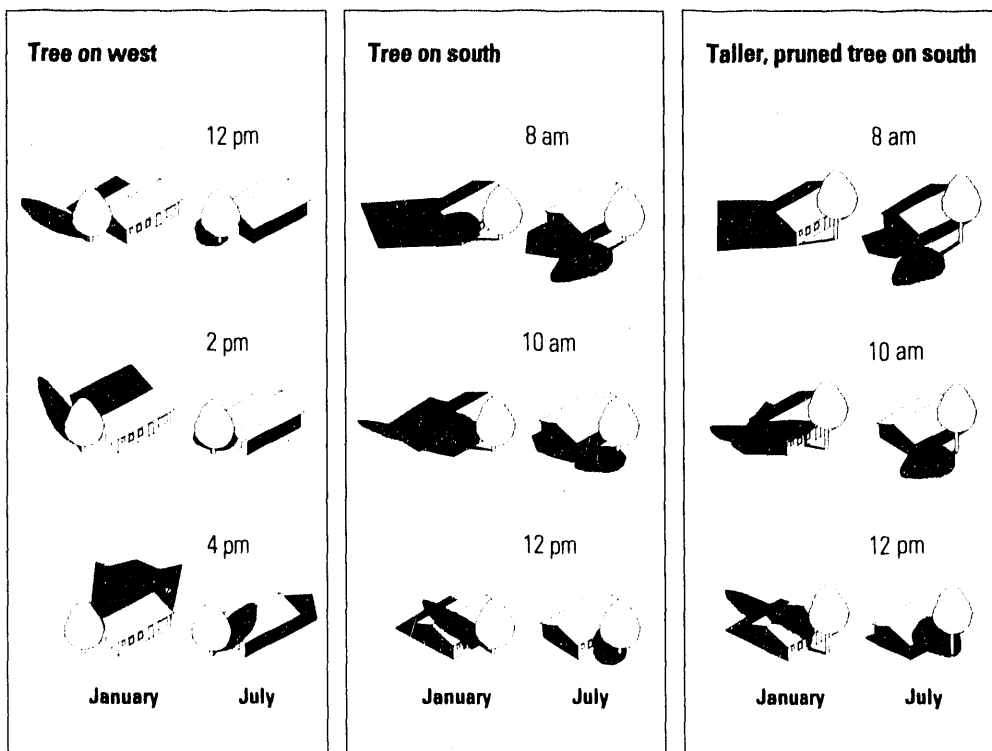 Tree on west
12 pm
2 pm
4 pm
January July
Tree on south
8 am
10 am
12 pm
January July
Taller, pruned tree on south
8 am
10 am
12 pm
January July